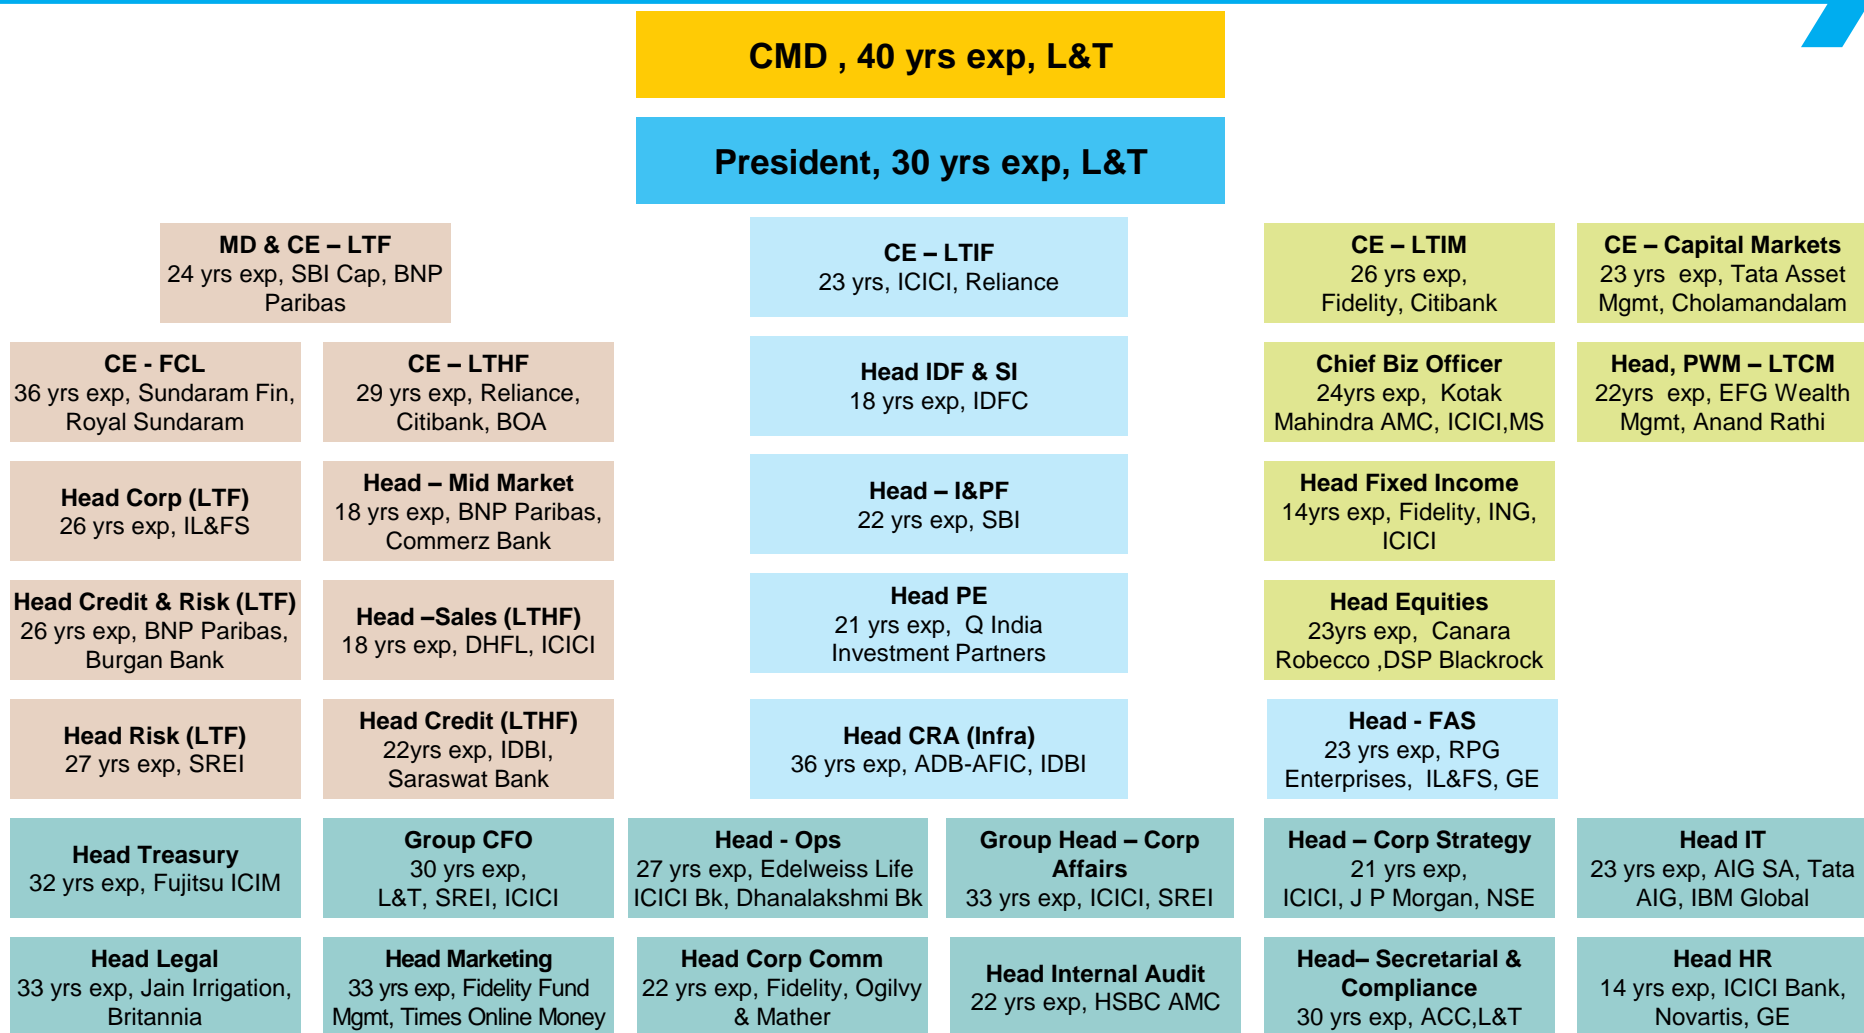 CMD , 40 yrs exp, L&T
President, 30 yrs exp, L&T
MD & CE – LTF
24 yrs exp, SBI Cap, BNP
Paribas
CE – LTIF
23 yrs, ICICI, Reliance
CE – LTIM
26 yrs exp,
Fidelity, Citibank
CE – Capital Markets
23 yrs exp, Tata Asset
Mgmt, Cholamandalam
CE - FCL
36 yrs exp, Sundaram Fin,
Royal Sundaram
CE – LTHF
29 yrs exp, Reliance,
Citibank, BOA
Head IDF & SI
18 yrs exp, IDFC
Chief Biz Officer
24yrs exp, Kotak
Mahindra AMC, ICICI,MS
Head, PWM – LTCM
22yrs exp, EFG Wealth
Mgmt, Anand Rathi
Head Corp (LTF)
26 yrs exp, IL&FS
Head – Mid Market
18 yrs exp, BNP Paribas,
Commerz Bank
Head – I&PF
22 yrs exp, SBI
Head Fixed Income
14yrs exp, Fidelity, ING,
ICICI
Head Credit & Risk (LTF)
26 yrs exp, BNP Paribas,
Burgan Bank
Head –Sales (LTHF)
18 yrs exp, DHFL, ICICI
Head PE
21 yrs exp, Q India
Investment Partners
Head Equities
23yrs exp, Canara
Robecco ,DSP Blackrock
Head Risk (LTF)
27 yrs exp, SREI
Head Credit (LTHF)
22yrs exp, IDBI,
Saraswat Bank
Head CRA (Infra)
36 yrs exp, ADB-AFIC, IDBI
Head - FAS
23 yrs exp, RPG
Enterprises, IL&FS, GE
Head Treasury
32 yrs exp, Fujitsu ICIM
Group CFO
30 yrs exp,
L&T, SREI, ICICI
Head - Ops
27 yrs exp, Edelweiss Life
ICICI Bk, Dhanalakshmi Bk
Group Head – Corp
Affairs
33 yrs exp, ICICI, SREI
Head – Corp Strategy
21 yrs exp,
ICICI, J P Morgan, NSE
Head IT
23 yrs exp, AIG SA, Tata
AIG, IBM Global
Head Legal
33 yrs exp, Jain Irrigation,
Britannia
Head Marketing
33 yrs exp, Fidelity Fund
Mgmt, Times Online Money
Head Corp Comm
22 yrs exp, Fidelity, Ogilvy
& Mather
Head Internal Audit
22 yrs exp, HSBC AMC
Head– Secretarial &
Compliance
30 yrs exp, ACC,L&T
Head HR
14 yrs exp, ICICI Bank,
Novartis, GE